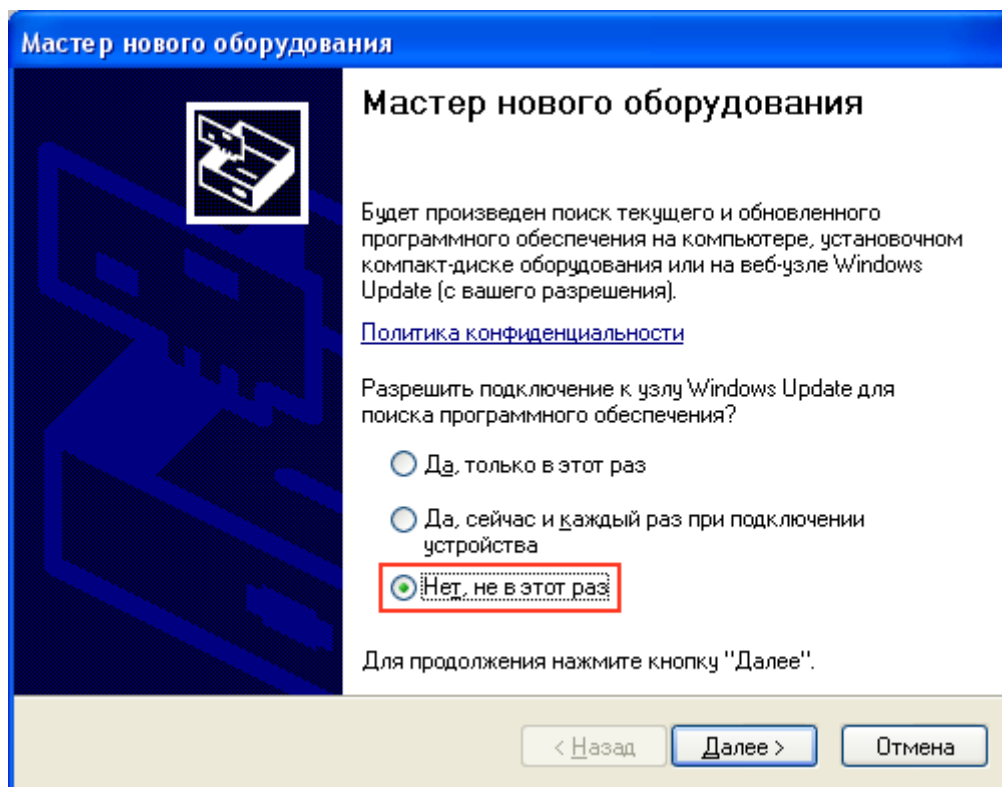 Мастер нового оборудования
Мастер нового оборудования
Будет произведен поиск текущего и обновленного
программного обеспечения на компьютере, установочном
компакт-диске оборудования или на веб-узле Windows
Update (с вашего разрешения).
Политика конфиденциальности
Разрешить подключение к узлу Windows Update для
поиска программного обеспечения?
Да, только в этот раз
Да, сейчас и каждый раз при подключении
устройства
Нет, не в этот раз
Для продолжения нажмите кнопку "Далее".
< Назад Далее > Отмена